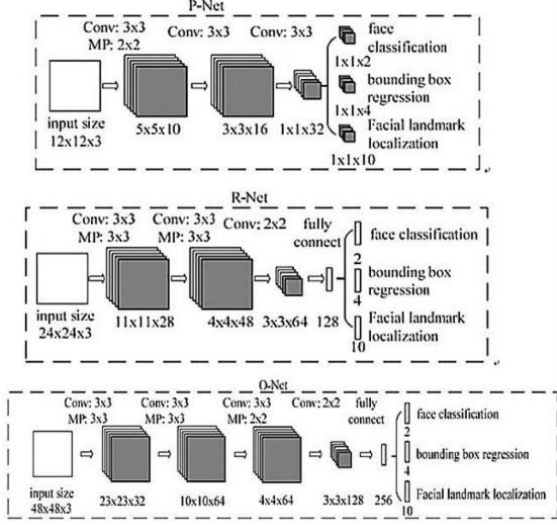 P-Net
Conv: 3x3 Conv: 3x3 Conv: 3x3 face
MP: 2x2 classification
1x1x2
bounding box
regression
1x1x4
input size Facial landmark
12x12x3 5x5x10 3x3x16 1x1x32 localization
1x1x10
R-Net
Conv: 3x3 Conv: 3x3 Conv: 2x2 fully
MP: 3x3 MP: 3x3 connect face classification
2
bounding box
regression
4
input size Facial landmark
24x24x3 11x11x28 4x4x48 3x3x64 128 localization
10
O-Net
Conv: 3x3 Conv: 3x3 Conv: 3x3 Conv: 2x2 fully
MP: 3x3 MP: 3x3 MP: 2x2 connect face classification
2
bounding box regression
4
input size Facial landmark localization
48x48x3 23x23x32 10x10x64 4x4x64 3x3x128 256 10